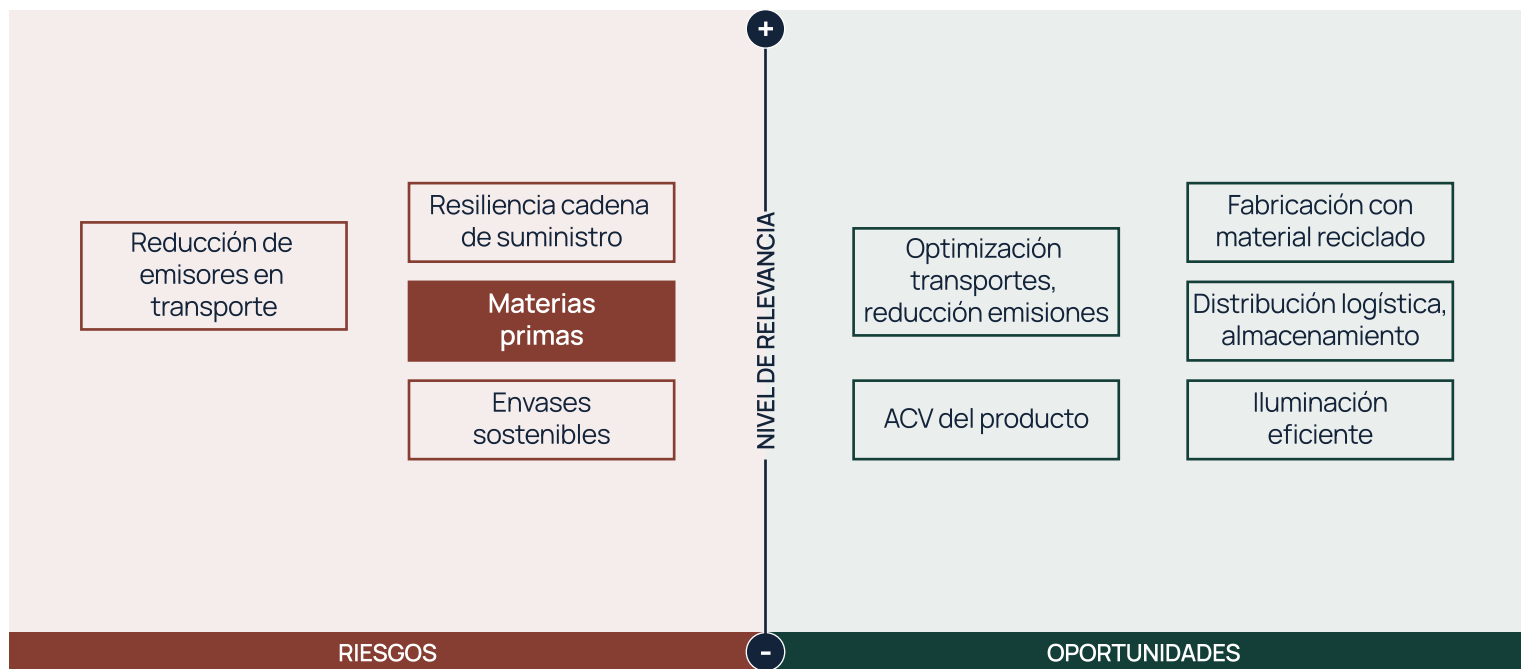 +
Reducción de
emisores en
transporte
Resiliencia cadena
de suministro
Materias
primas
Envases
sostenibles
NIVEL DE RELEVANCIA
Optimización
transportes,
reducción emisiones
ACV del producto
Fabricación con
material reciclado
Distribución logística,
almacenamiento
Iluminación
eficiente
RIESGOS
-
OPORTUNIDADES